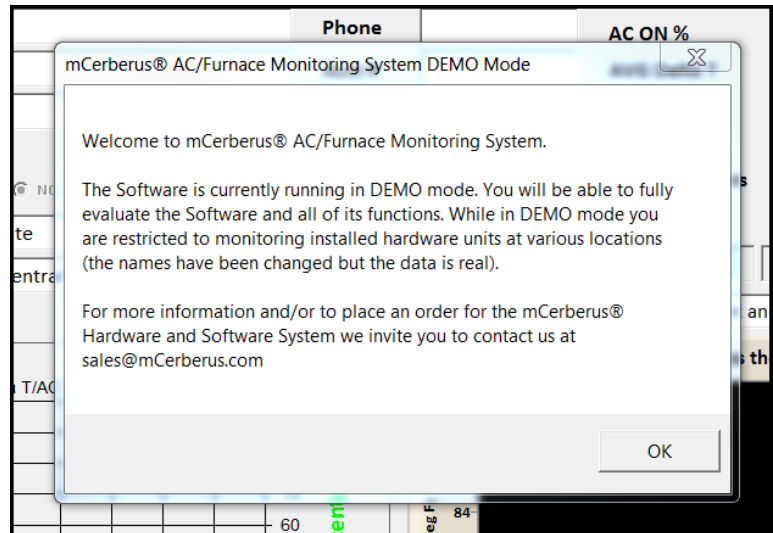 Phone
AC ON %
mCerberus® AC/Furnace Monitoring System DEMO Mode
Welcome to mCerberus® AC/Furnace Monitoring System.
The Software is currently running in DEMO mode. You will be able to fully
evaluate the Software and all of its functions. While in DEMO mode you
are restricted to monitoring installed hardware units at various locations
(the names have been changed but the data is real).
For more information and/or to place an order for the mCerberus®
Hardware and Software System we invite you to contact us at
sales@mCerberus.com
OK
60
84